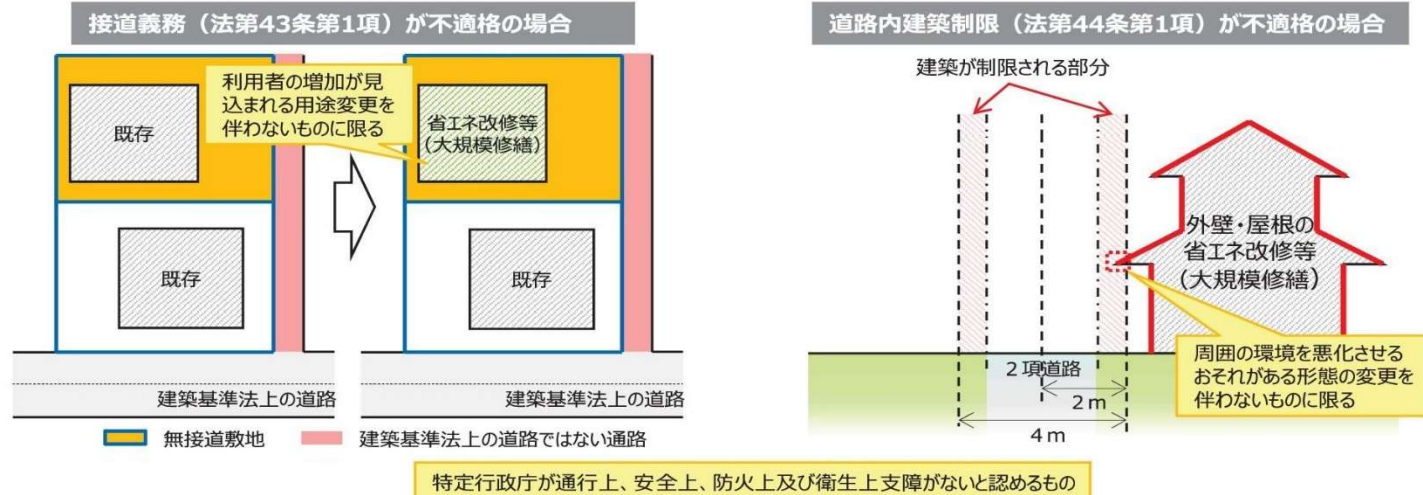 接道義務（法第43条第1項）が不適格の場合
既存
利用者の増加が見
込まれる用途変更を
伴わないものに限る
省エネ改修等
(大規模修繕)
既存
既存
建築基準法上の道路
建築基準法上の道路
無接道敷地
建築基準法上の道路ではない通路
道路内建築制限（法第44条第1項）が不適格の場合
建築が制限される部分
外壁・屋根の
省エネ改修等
(大規模修繕)
2項道路
2m
4m
周囲の環境を悪化させる
おそれがある形態の変更を
伴わないものに限る
特定行政庁が通行上、安全上、防火上及び衛生上支障がないと認めるもの